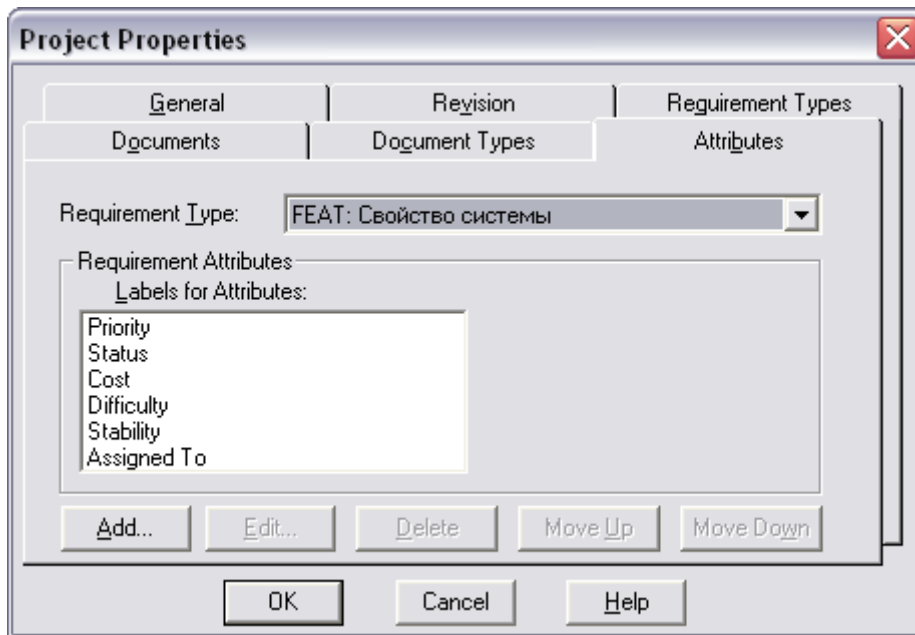 Project Properties
General Revision Reguirement Types
Documents Document Types Attributes
Requirement Type: FEAT: Свойство системы
Requirement Attributes
Labels for Attributes:
Priority
Status
Cost
Difficulty
Stability
Assigned To
Add... Edit... Delete Move Up Move Down
OK Cancel Help